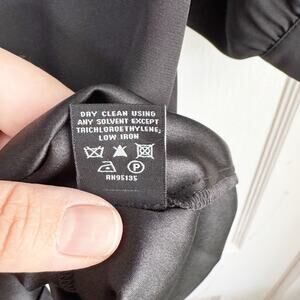 DRY CLEAN USING
ANY SOLVENT EXCEPT
TRICHLOROETHYLENE,
LOW IRON
P
RN95135